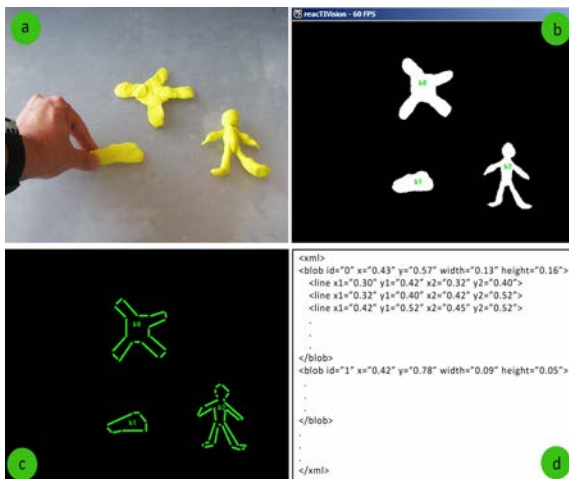 a
reacTIVision - 60 FPS
b
b0
b1
b2
b0
b1
c
<xml>
<blob id="0" x="0.43" y="0.57" width="0.13" height="0.16">
<line x1="0.30" y1="0.42" x2="0.32" y2="0.40">
<line x1="0.32" y1="0.40" x2="0.42" y2="0.52">
<line x1="0.42" y1="0.52" x2="0.45" y2="0.52">
.
.
.
</blob>
<blob id="1" x="0.42" y="0.78" width="0.09" height="0.05">
.
.
.
</blob>
.
.
.
</xml>
d